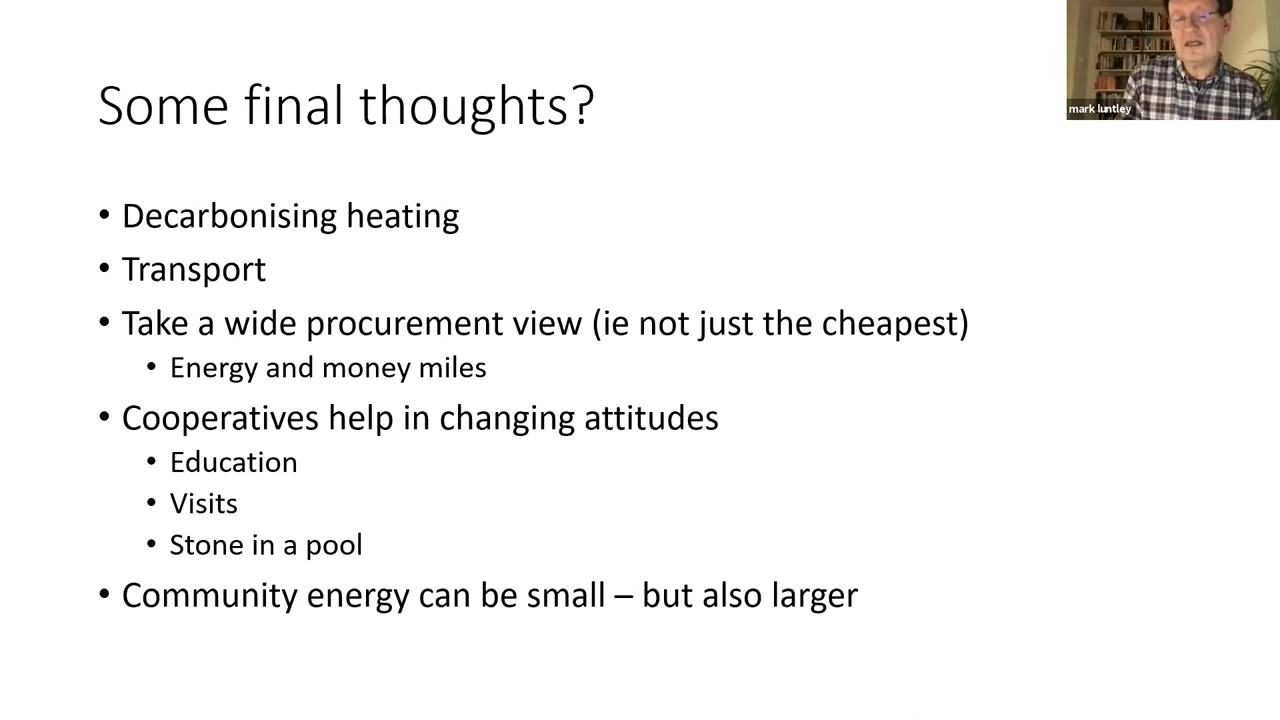 Some final thoughts?
mark luntley
• Decarbonising heating
• Transport
• Take a wide procurement view (ie not just the cheapest)
• Energy and money miles
• Cooperatives help in changing attitudes
• Education
• Visits
• Stone in a pool
• Community energy can be small – but also larger